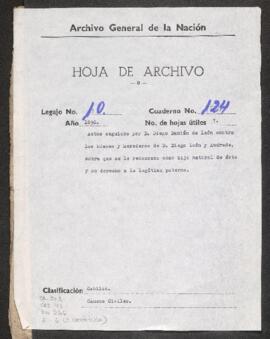 Archivo General de la Nación
HOJA DE ARCHIVO
Legajo No. 10. Cuaderno No. 124
Año No. de hojas útiles 7.
Autos seguidos por D. Diego Damián de León contra
los bienes y herederos de D. Diego León y Andrade,
sobre que se le reconozca como hijo natural de éste
y su derecho a la legítima paterna.
Clasificación Cabildo.
Causas Civiles.